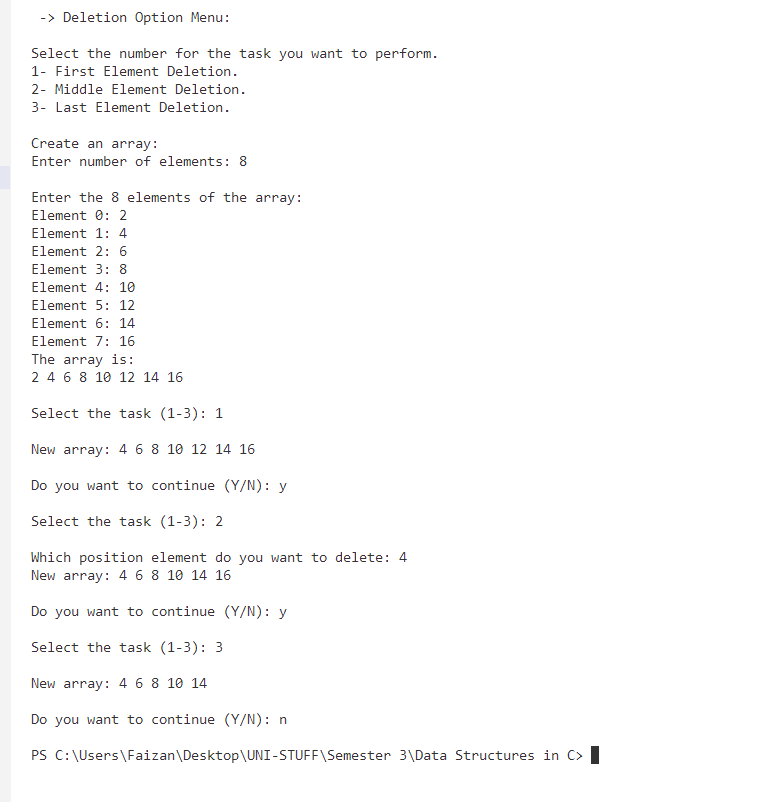 -> Deletion Option Menu:
Select the number for the task you want to perform.
1- First Element Deletion.
2- Middle Element Deletion.
3- Last Element Deletion.
Create an array:
Enter number of elements: 8
Enter the 8 elements of the array:
Element 0: 2
Element 1: 4
Element 2: 6
Element 3: 8
Element 4: 10
Element 5: 12
Element 6: 14
Element 7: 16
The array is:
2 4 6 8 10 12 14 16
Select the task (1-3): 1
New array: 4 6 8 10 12 14 16
Do you want to continue (Y/N): y
Select the task (1-3): 2
Which position element do you want to delete: 4
New array: 4 6 8 10 14 16
Do you want to continue (Y/N): y
Select the task (1-3): 3
New array: 4 6 8 10 14
Do you want to continue (Y/N): n
PS C:\Users\Faizan\Desktop\UNI-STUFF\Semester 3\Data Structures in C>